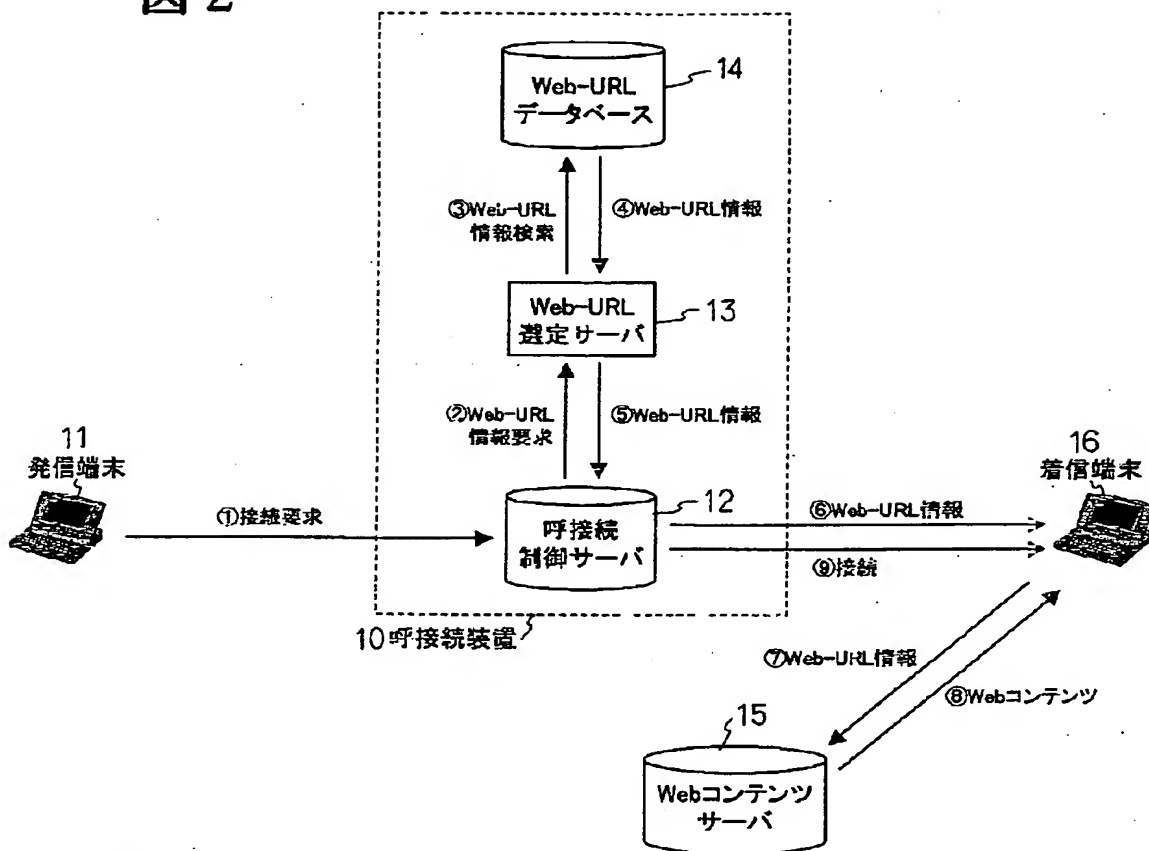 図2
Web-URL
データベース
14
③Web-URL
情報検索
④Web-URL情報
Web-URL
選定サーバ
13
②Web-URL
情報要求
⑤Web-URL情報
11
発信端末
①接続要求
呼接続
制御サーバ
12
⑥Web-URL情報
⑨接続
16
着信端末
10呼接続装置
⑦Web-URL情報
⑧Webコンテンツ
15
Webコンテンツ
サーバ